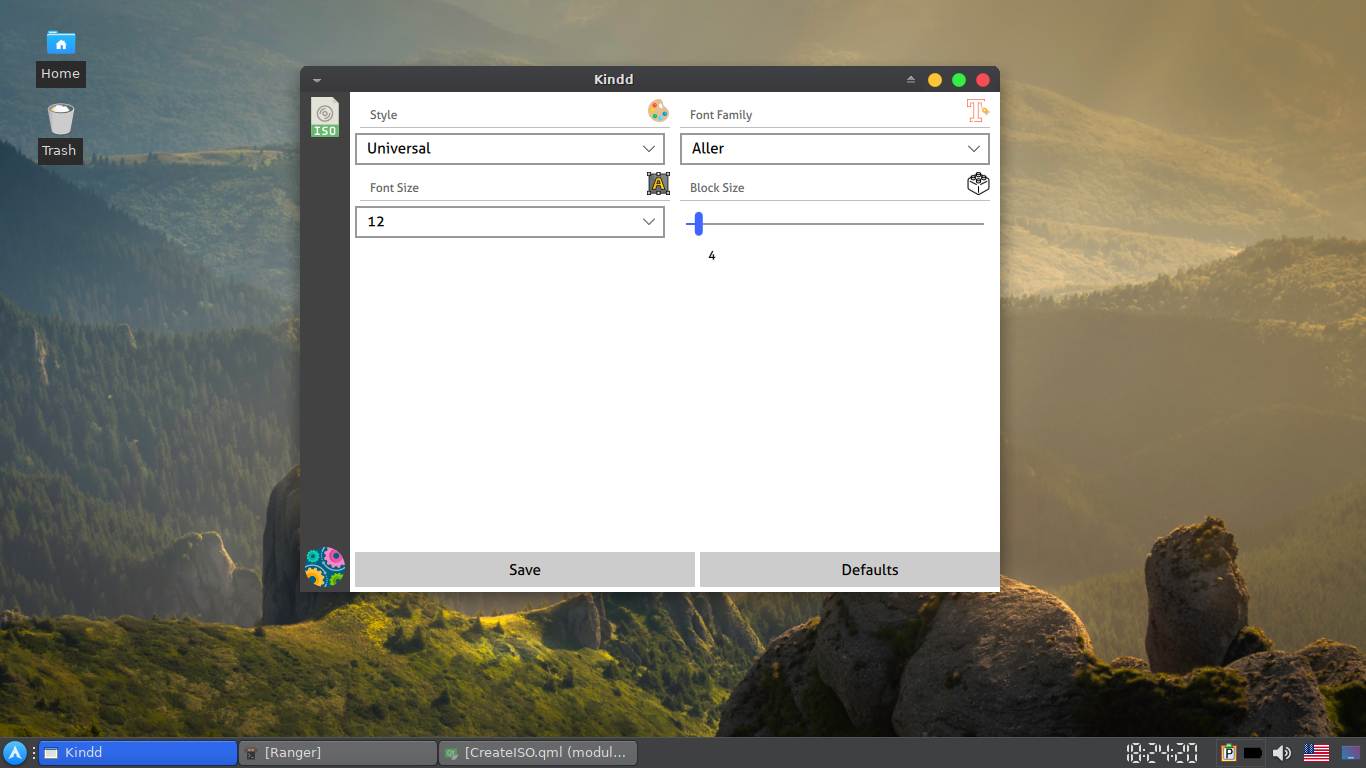 Home
Trash
Kindd
ISO
Style
Font Family
Universal
Aller
Font Size
A
Block Size
12
4
Save
Defaults
Kindd
[Ranger]
[CreateISO.qml (modul...
18:24:20
P